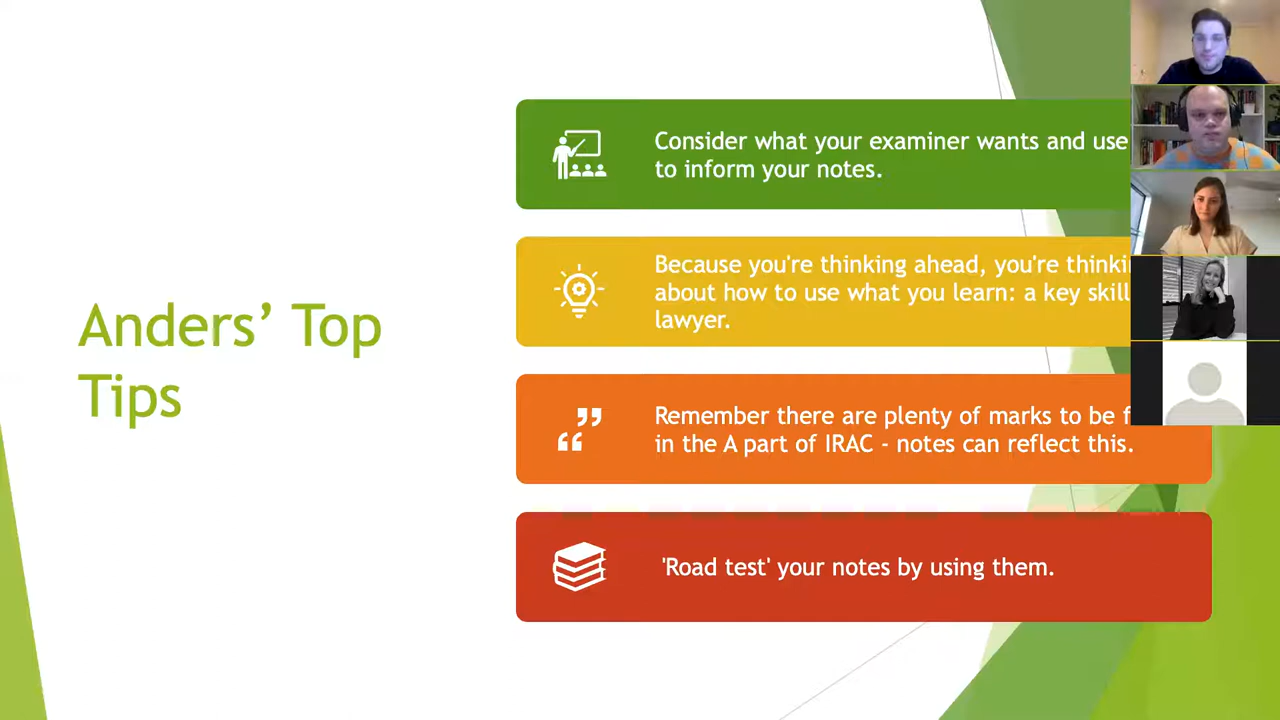 Anders’ Top
Tips
Consider what your examiner wants and use
to inform your notes.
Because you're thinking ahead, you're
about how to use what you learn: a key skill
lawyer.
Remember there are plenty of marks to be
in the A part of IRAC - notes can reflect this.
'Road test' your notes by using them.